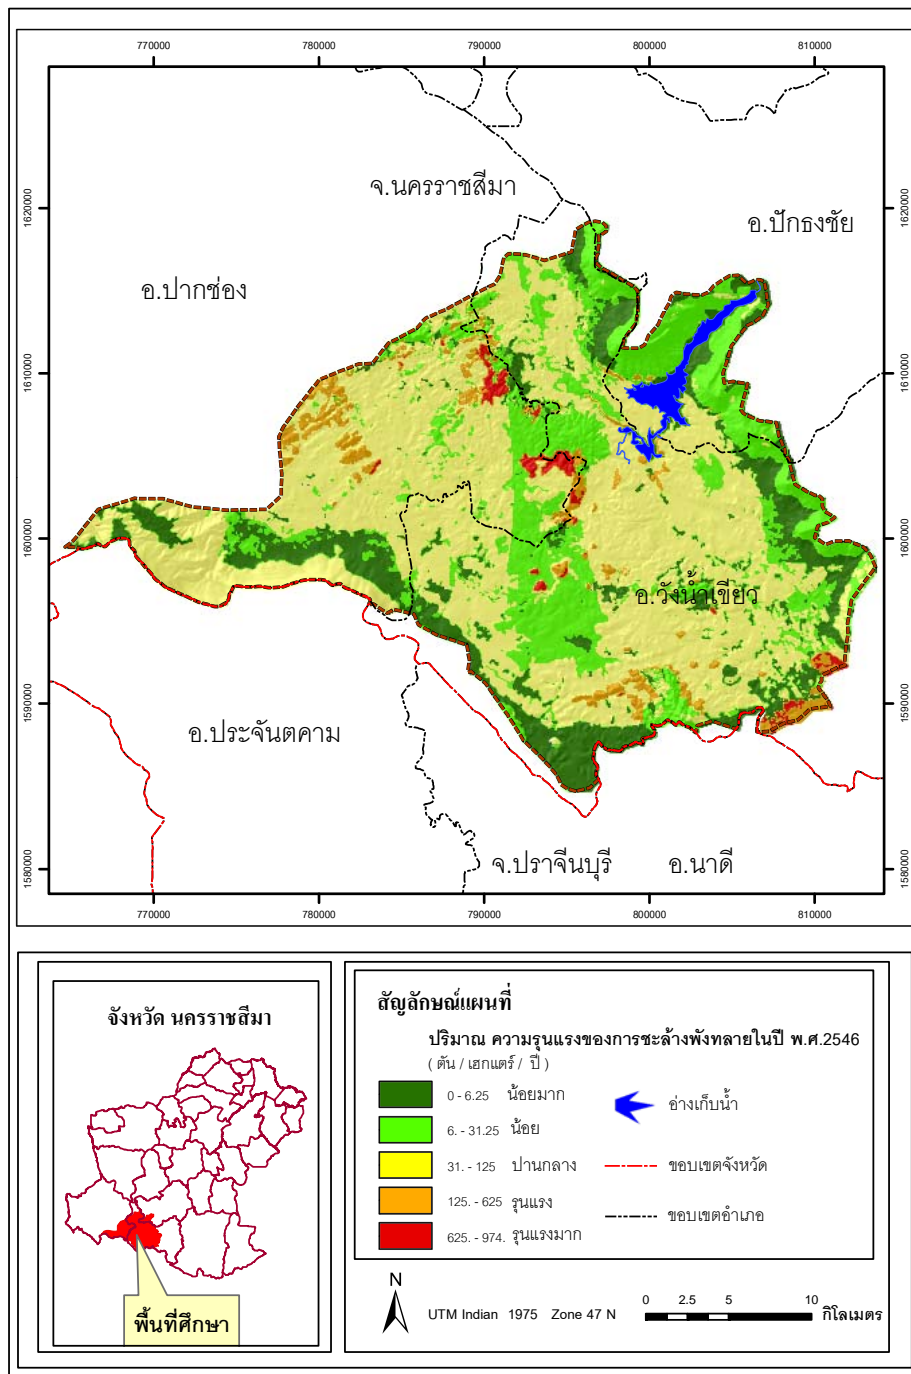 770000 780000 790000 800000 810000
1620000 1620000
จ.นครราชสีมา
อ.ปักธงชัย
อ.ปากช่อง
1610000 1610000
1600000 1600000
อ.วังน้ำเขียว
1590000 1590000
อ.ประจันตคาม
จ.ปราจีนบุรี อ.นาดี
1580000 1580000
770000 780000 790000 800000 810000
จังหวัด นครราชสีมา
พื้นที่ศึกษา
สัญลักษณ์แผนที่
ปริมาณ ความรุนแรงของการชะล้างพังทลายในปี พ.ศ.2546
( ตัน / เฮกแตร์ / ปี )
0 - 6.25 น้อยมาก
6. - 31.25 น้อย
31. - 125 ปานกลาง
125. - 625 รุนแรง
625. - 974. รุนแรงมาก
อ่างเก็บน้ำ
ขอบเขตจังหวัด
ขอบเขตอำเภอ
N
UTM Indian 1975 Zone 47 N
0 2.5 5 10
กิโลเมตร